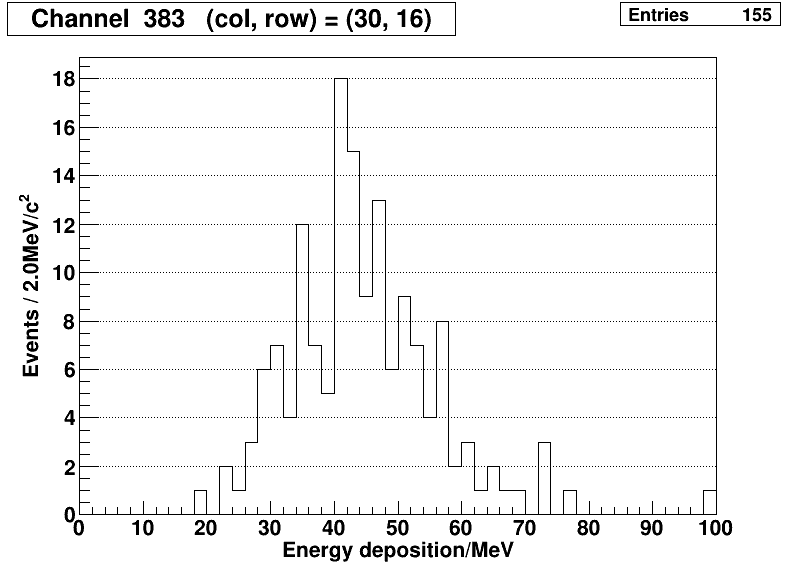 Channel 383 (col, row) = (30, 16)
Entries 155
18
16
14
12
10
8
6
4
2
0
Events / 2.0MeV/c²
0 10 20 30 40 50 60 70 80 90 100
Energy deposition/MeV